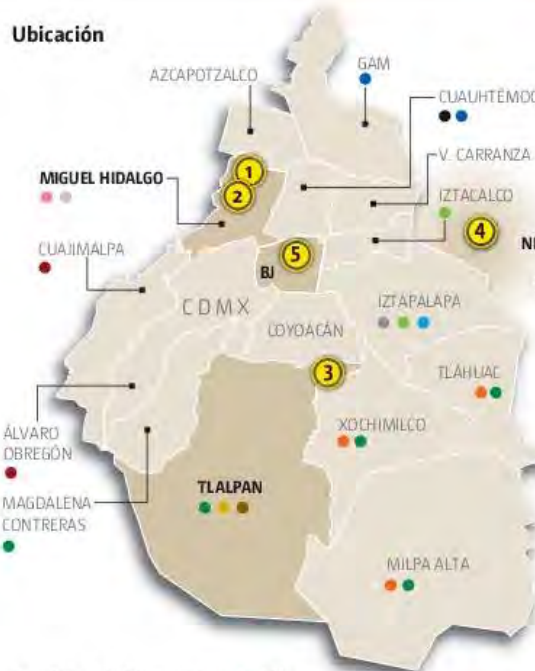 Ubicación
AZCAPOTZALCO
GAM
CUAUHTÉMOC
V. CARRANZA
MIGUEL HIDALGO
1
2
IZTACALCO
4
CUAJIMALPA
BJ
5
CDMX
COYOACÁN
IZTAPALAPA
3
TLÁHUAC
ÁLVARO
OBREGÓN
XOCHIMILCO
MAGDALENA
CONTRERAS
TLALPAN
MILPA ALTA